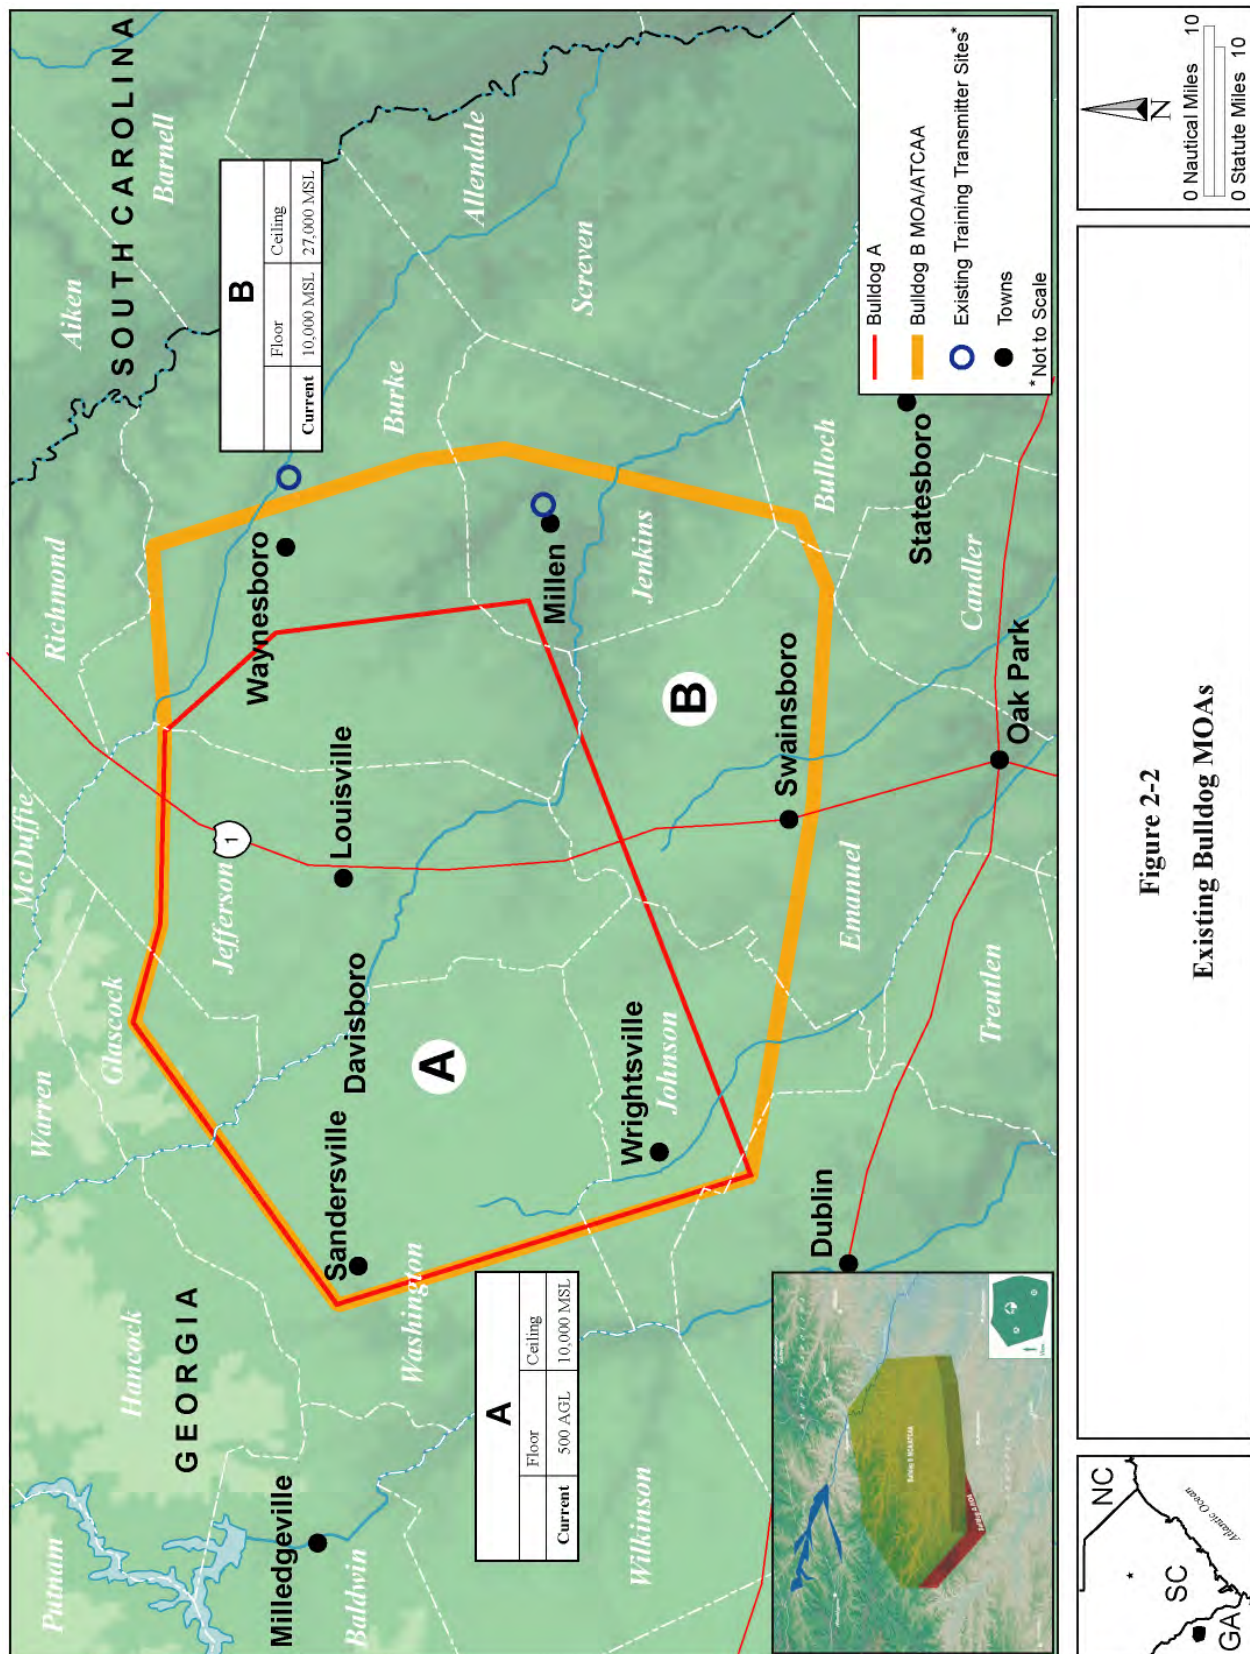 SOUTH CAROLINA
GEORGIA
Putnam
Hancock
Warren
McDuffie
Richmond
Aiken
Barnell
Glascock
Jefferson
Burke
Allendale
Screven
Baldwin
Washington
Wilkinson
Johnson
Jenkins
Emanuel
Bulloch
Candler
Treutlen
Milledgeville
Sandersville
Davisboro
Louisville
Waynesboro
Millen
Wrightsville
Swainsboro
Dublin
Oak Park
Statesboro
1
A
B
B
Floor Ceiling
Current 10,000 MSL 27,000 MSL
A
Floor Ceiling
Current 500 AGL 10,000 MSL
Bulldog A
Bulldog B MOA/ATCAA
Existing Training Transmitter Sites*
Towns
*Not to Scale
NC
SC
GA
Atlantic Ocean
Figure 2-2
Existing Bulldog MOAs
N
0 Nautical Miles 10
0 Statute Miles 10